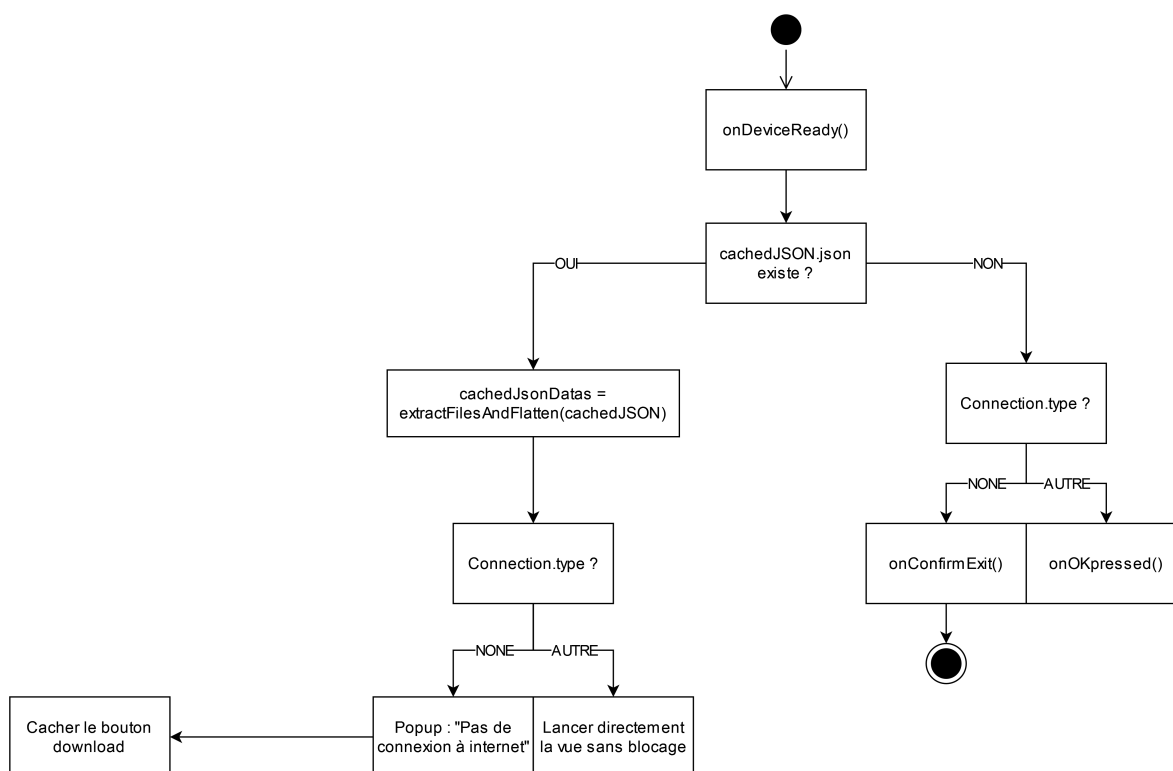 onDeviceReady()
cachedJSON.json
existe ?
OUI
NON
cachedJsonDatas =
extractFilesAndFlatten(cachedJSON)
Connection.type ?
NONE
AUTRE
onConfirmExit()
onOKpressed()
Connection.type ?
NONE
AUTRE
Cacher le bouton
download
Popup : "Pas de
connexion à internet"
Lancer directement
la vue sans blocage